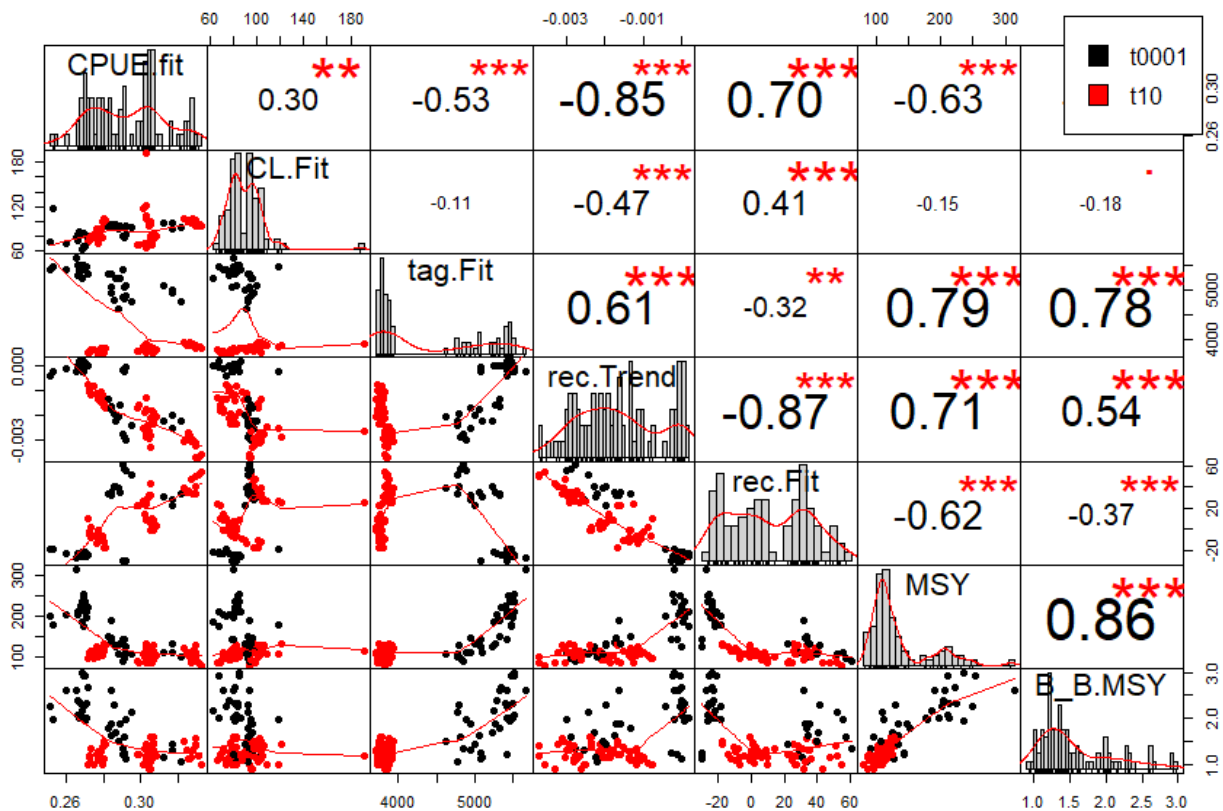 60 80 100 140 180
-0.003 -0.001
100 200 300
CPUE.fit
0.30
**
-0.53
***
-0.85
***
0.70
***
-0.63
***
t0001
t10
0.26 0.30
60 120 180
CL.Fit
-0.11
-0.47
***
0.41
***
-0.15
-0.18
.
tag.Fit
0.61
***
-0.32
**
0.79
***
0.78
***
4000 5000
-0.003 0.000
rec.Trend
-0.87
***
0.71
***
0.54
***
rec.Fit
-0.62
***
-0.37
***
-20 20 60
100 200 300
MSY
0.86
***
B_B.MSY
1.0 2.0 3.0
0.26 0.30
4000 5000
-20 0 20 40 60
1.0 1.5 2.0 2.5 3.0